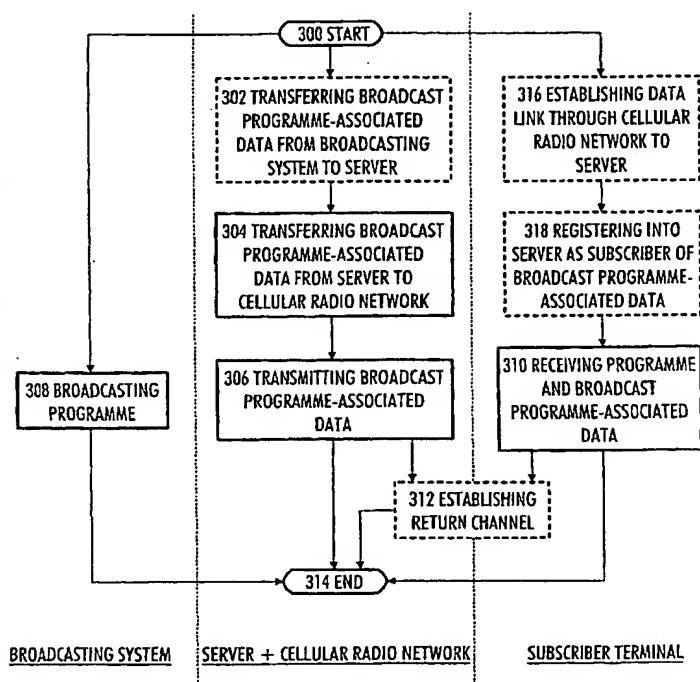 300 START
302 TRANSFERRING BROADCAST
PROGRAMME-ASSOCIATED
DATA FROM BROADCASTING
SYSTEM TO SERVER
316 ESTABLISHING DATA
LINK THROUGH CELLULAR
RADIO NETWORK TO
SERVER
304 TRANSFERRING BROADCAST
PROGRAMME-ASSOCIATED
DATA FROM SERVER TO
CELLULAR RADIO NETWORK
318 REGISTERING INTO
SERVER AS SUBSCRIBER OF
BROADCAST PROGRAMME-
ASSOCIATED DATA
308 BROADCASTING
PROGRAMME
306 TRANSMITTING BROADCAST
PROGRAMME-ASSOCIATED
DATA
310 RECEIVING PROGRAMME
AND BROADCAST
PROGRAMME-ASSOCIATED
DATA
312 ESTABLISHING
RETURN CHANNEL
314 END
BROADCASTING SYSTEM
SERVER + CELLULAR RADIO NETWORK
SUBSCRIBER TERMINAL